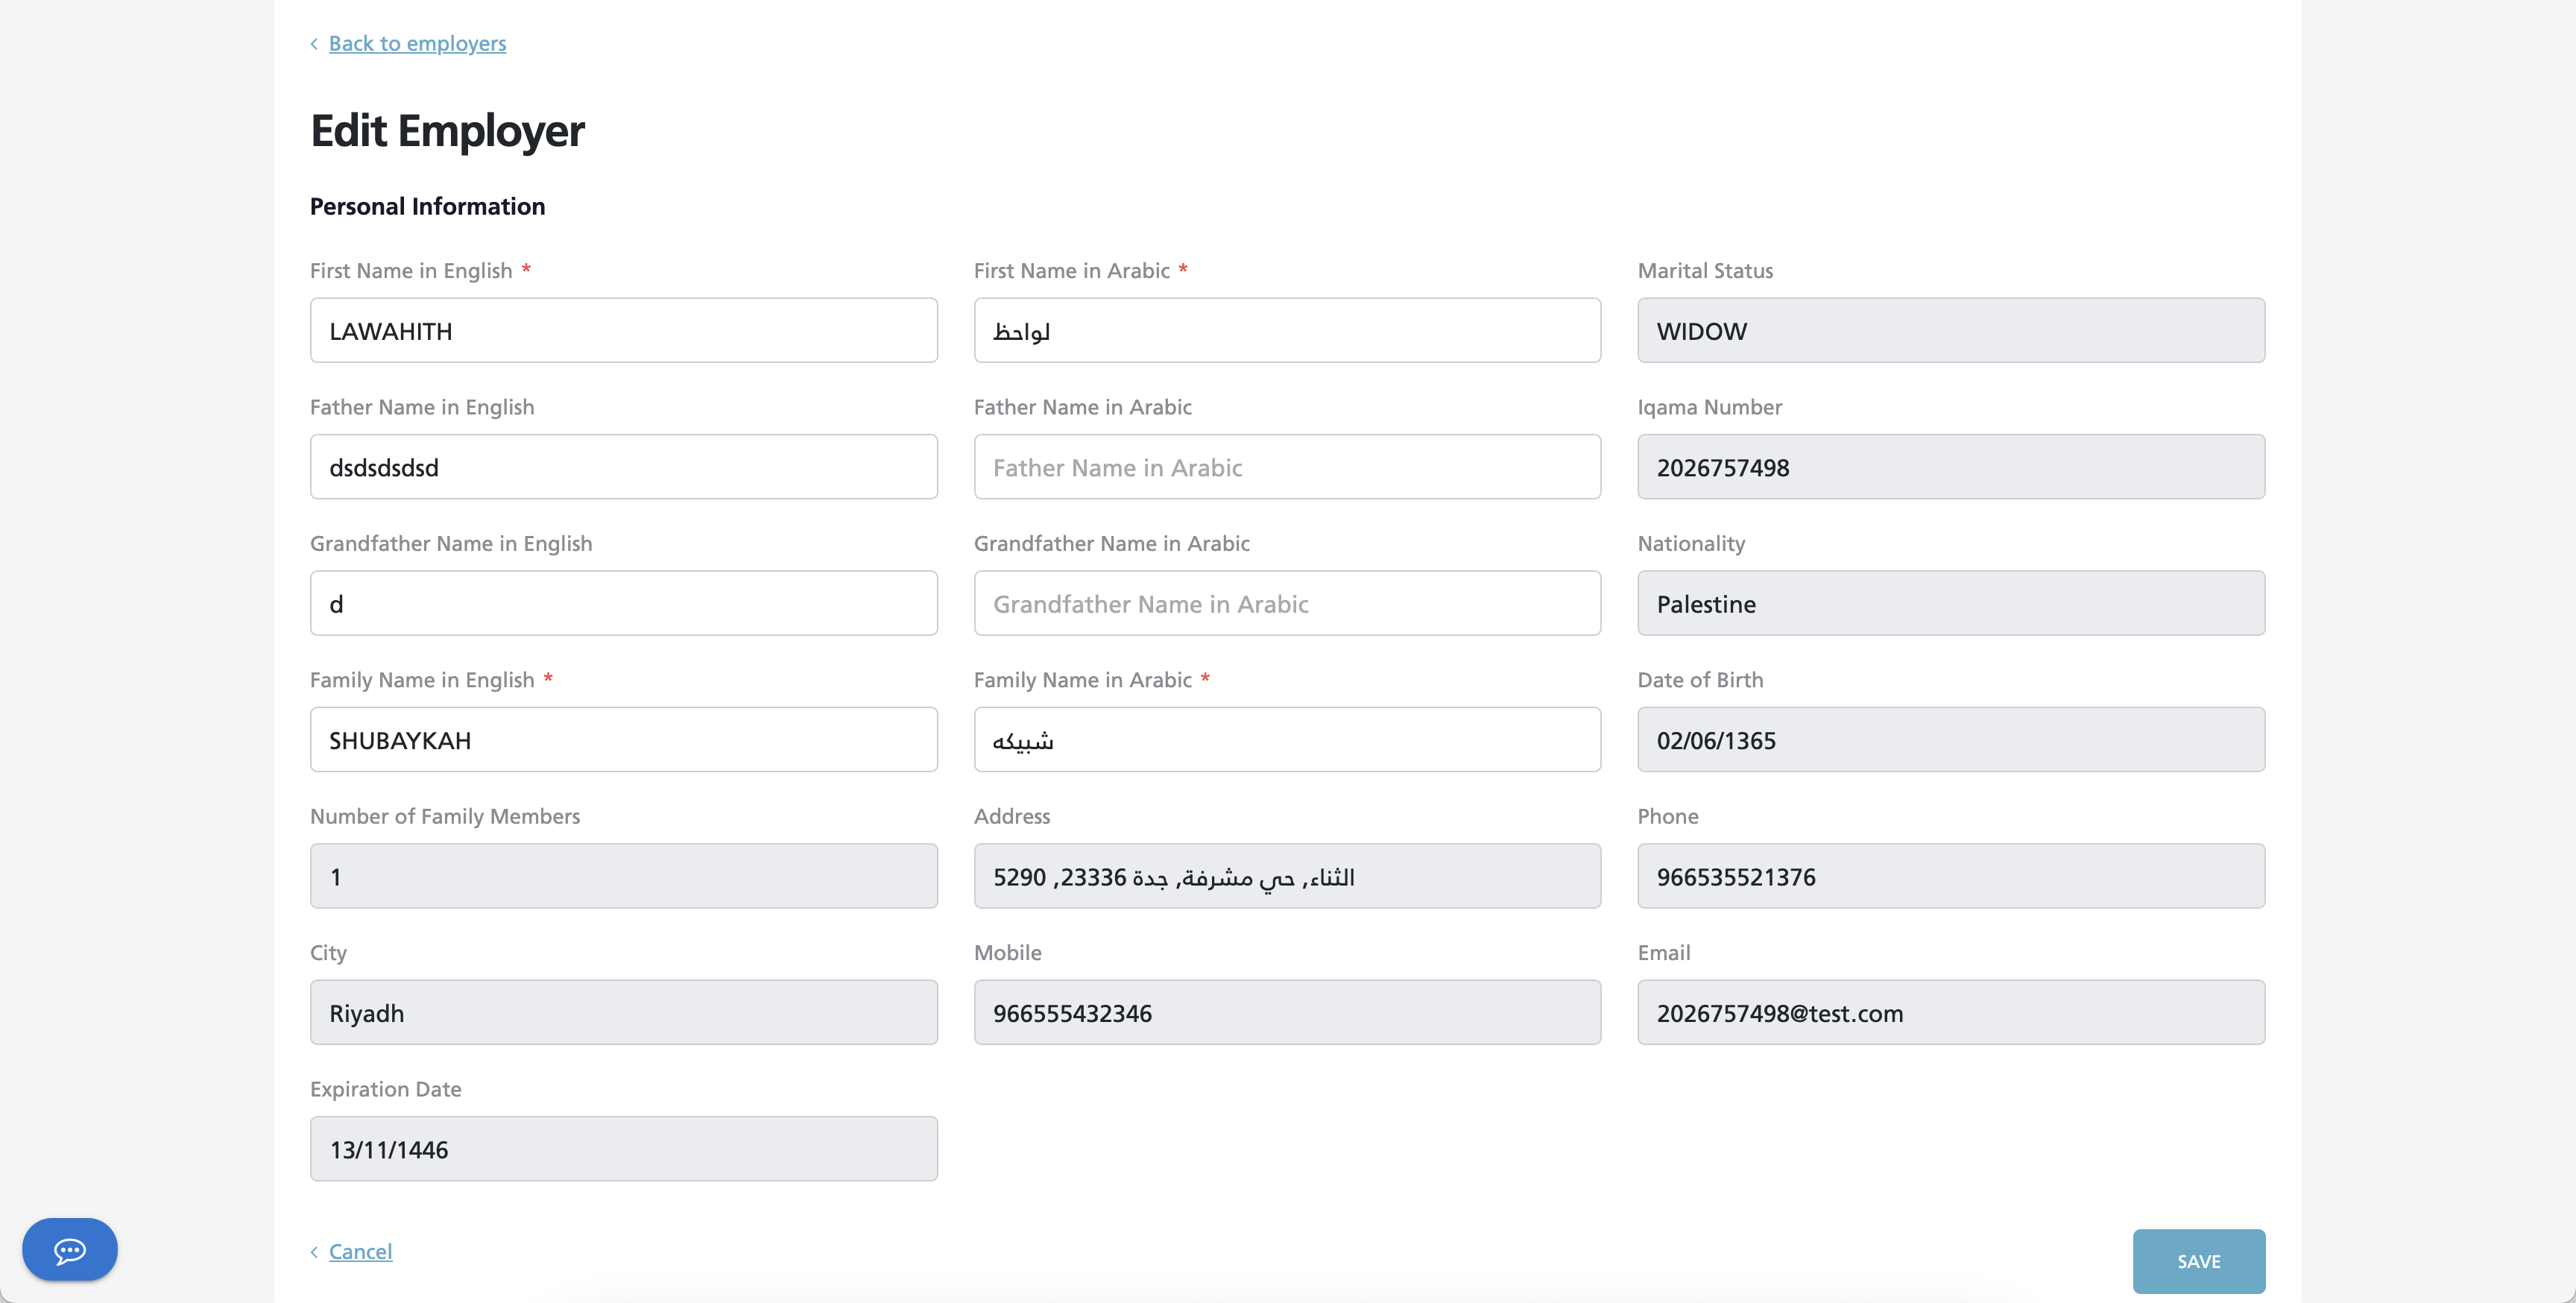 Back to employers
Edit Employer
Personal Information
First Name in English *
First Name in Arabic *
Marital Status
LAWAHITH
لواحظ
WIDOW
Father Name in English
Father Name in Arabic
Iqama Number
dsdsdsdsd
Father Name in Arabic
2026757498
Grandfather Name in English
Grandfather Name in Arabic
Nationality
d
Grandfather Name in Arabic
Palestine
Family Name in English *
Family Name in Arabic *
Date of Birth
SHUBAYKAH
شبيكه
02/06/1365
Number of Family Members
Address
Phone
1
5290 ,23336 الثناء, حي مشرفة, جدة
966535521376
City
Mobile
Email
Riyadh
966555432346
2026757498@test.com
Expiration Date
13/11/1446
Cancel
SAVE